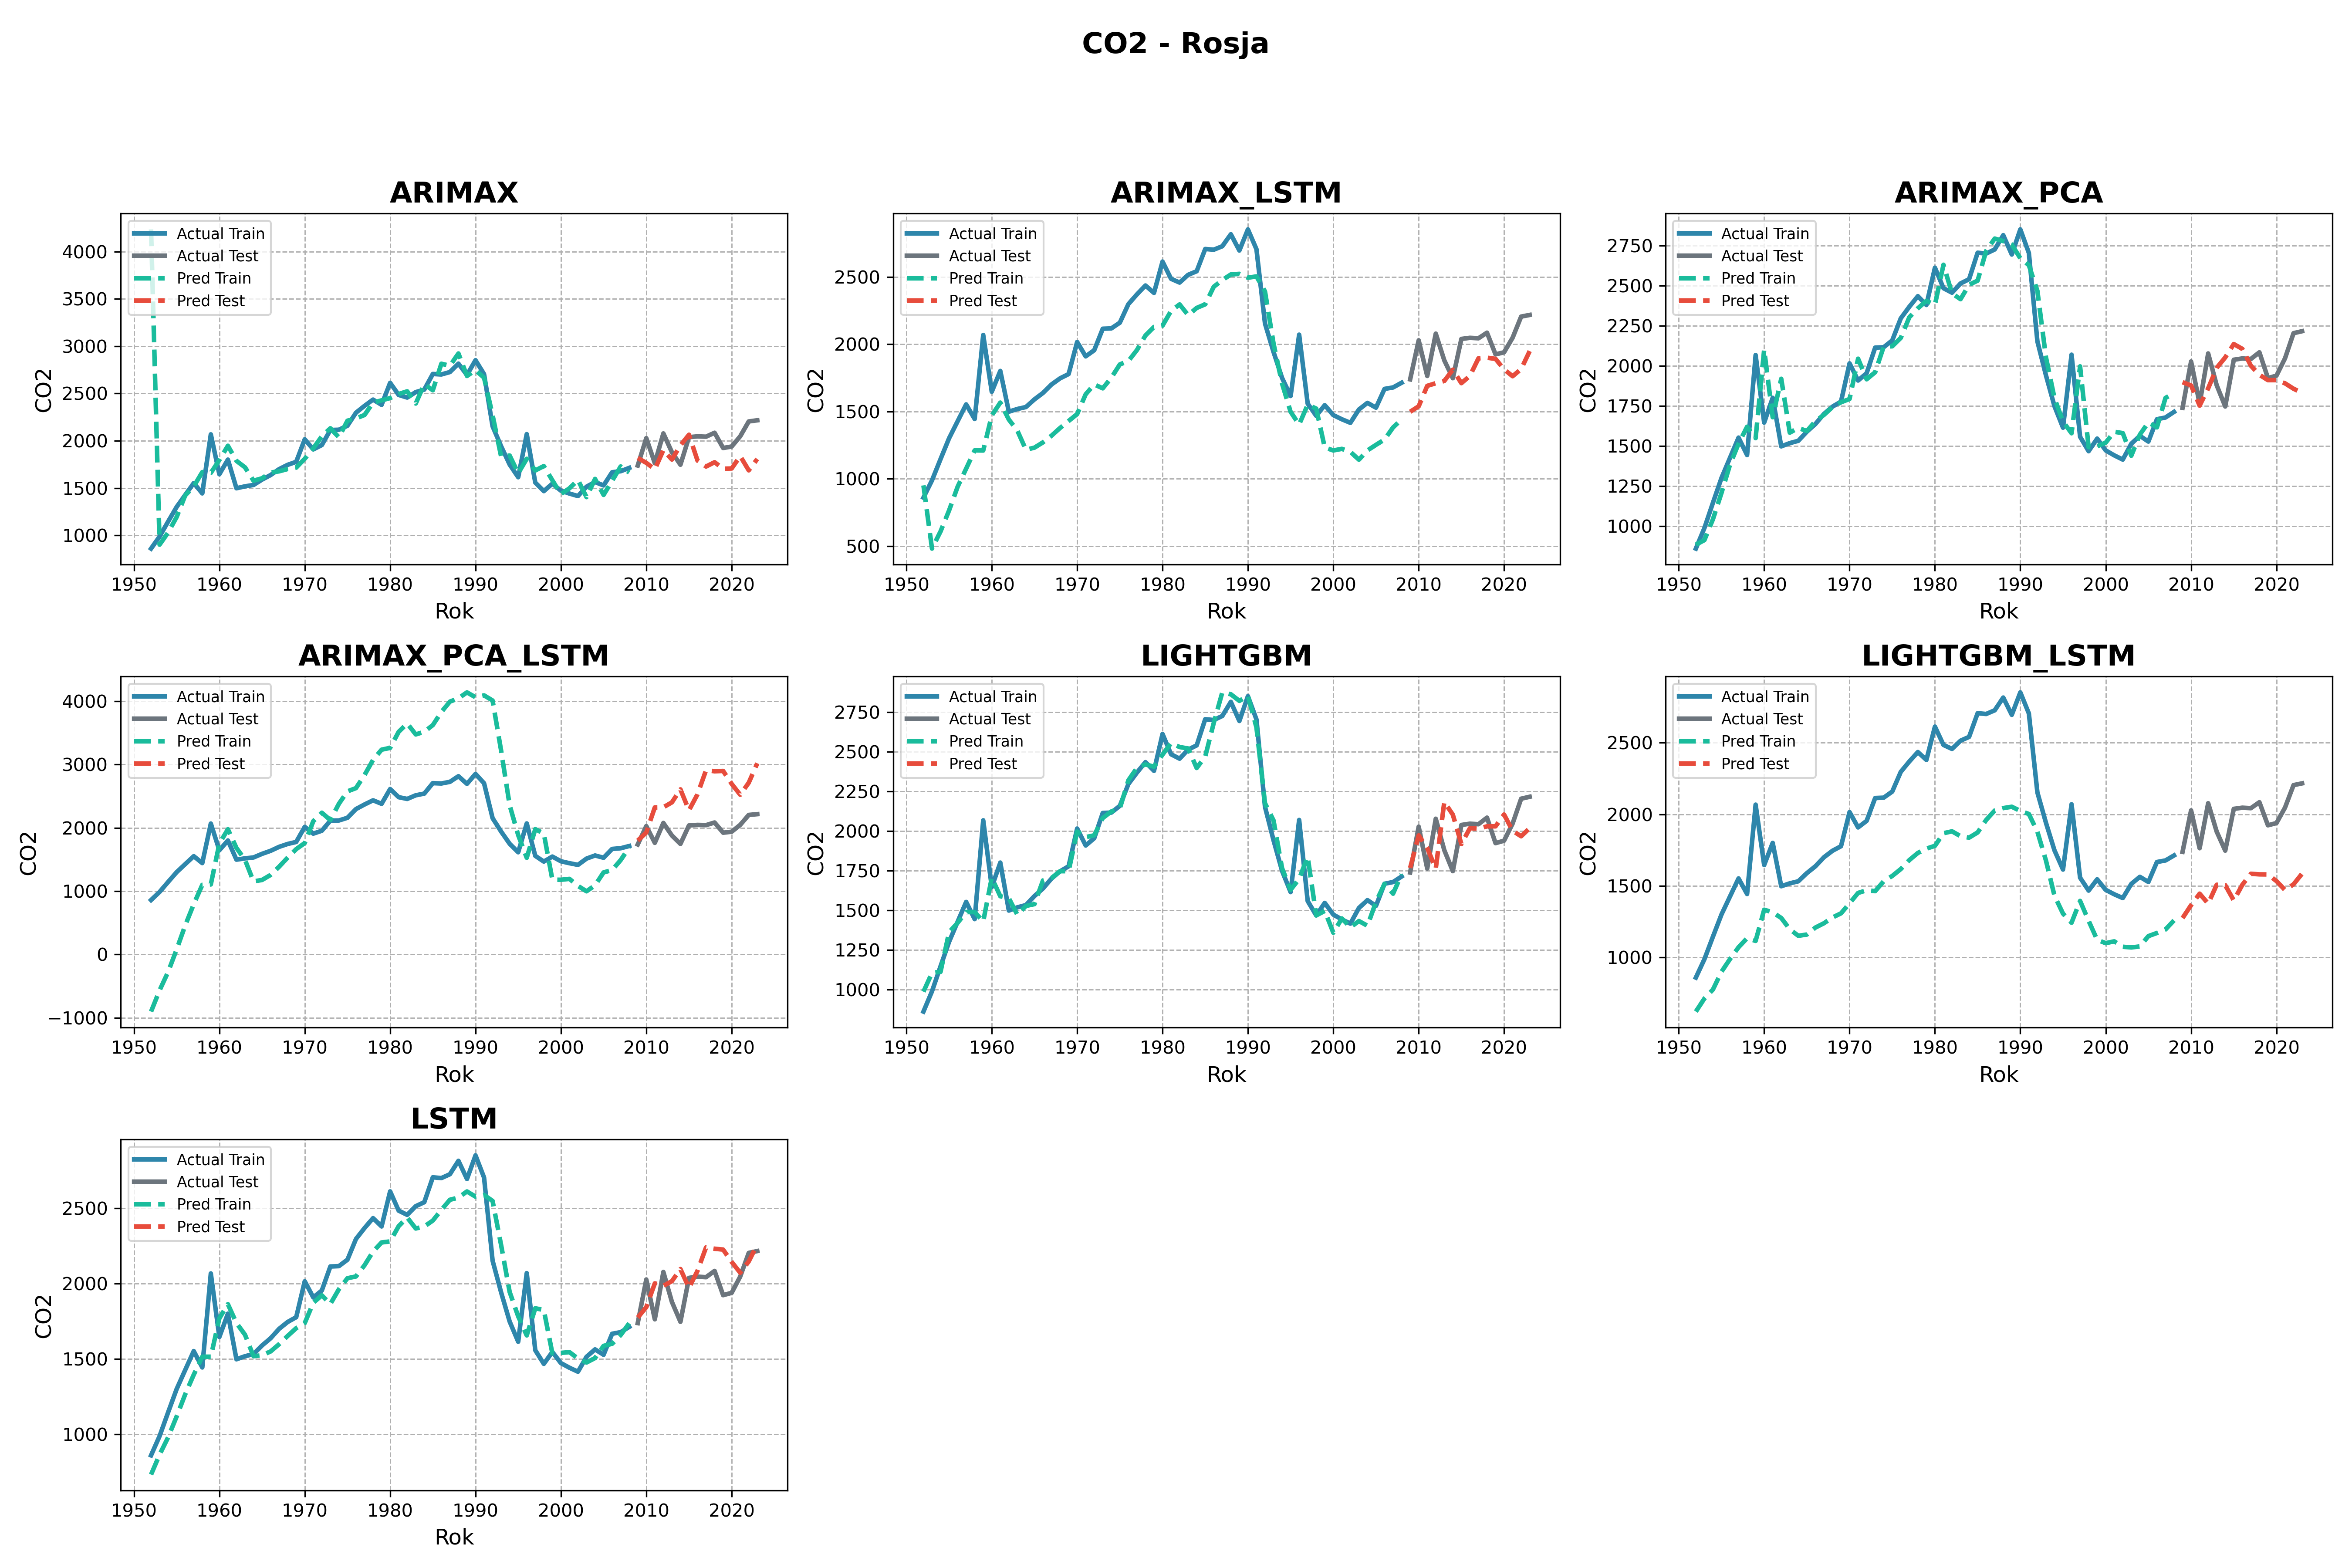 CO2 - Rosja
ARIMAX
CO2
4000
3500
3000
2500
2000
1500
1000
Actual Train
Actual Test
Pred Train
Pred Test
1950 1960 1970 1980 1990 2000 2010 2020
Rok
ARIMAX_LSTM
CO2
2500
2000
1500
1000
500
Actual Train
Actual Test
Pred Train
Pred Test
1950 1960 1970 1980 1990 2000 2010 2020
Rok
ARIMAX_PCA
CO2
2750
2500
2250
2000
1750
1500
1250
1000
Actual Train
Actual Test
Pred Train
Pred Test
1950 1960 1970 1980 1990 2000 2010 2020
Rok
ARIMAX_PCA_LSTM
CO2
4000
3000
2000
1000
0
−1000
Actual Train
Actual Test
Pred Train
Pred Test
1950 1960 1970 1980 1990 2000 2010 2020
Rok
LIGHTGBM
CO2
2750
2500
2250
2000
1750
1500
1250
1000
Actual Train
Actual Test
Pred Train
Pred Test
1950 1960 1970 1980 1990 2000 2010 2020
Rok
LIGHTGBM_LSTM
CO2
2500
2000
1500
1000
Actual Train
Actual Test
Pred Train
Pred Test
1950 1960 1970 1980 1990 2000 2010 2020
Rok
LSTM
CO2
2500
2000
1500
1000
Actual Train
Actual Test
Pred Train
Pred Test
1950 1960 1970 1980 1990 2000 2010 2020
Rok